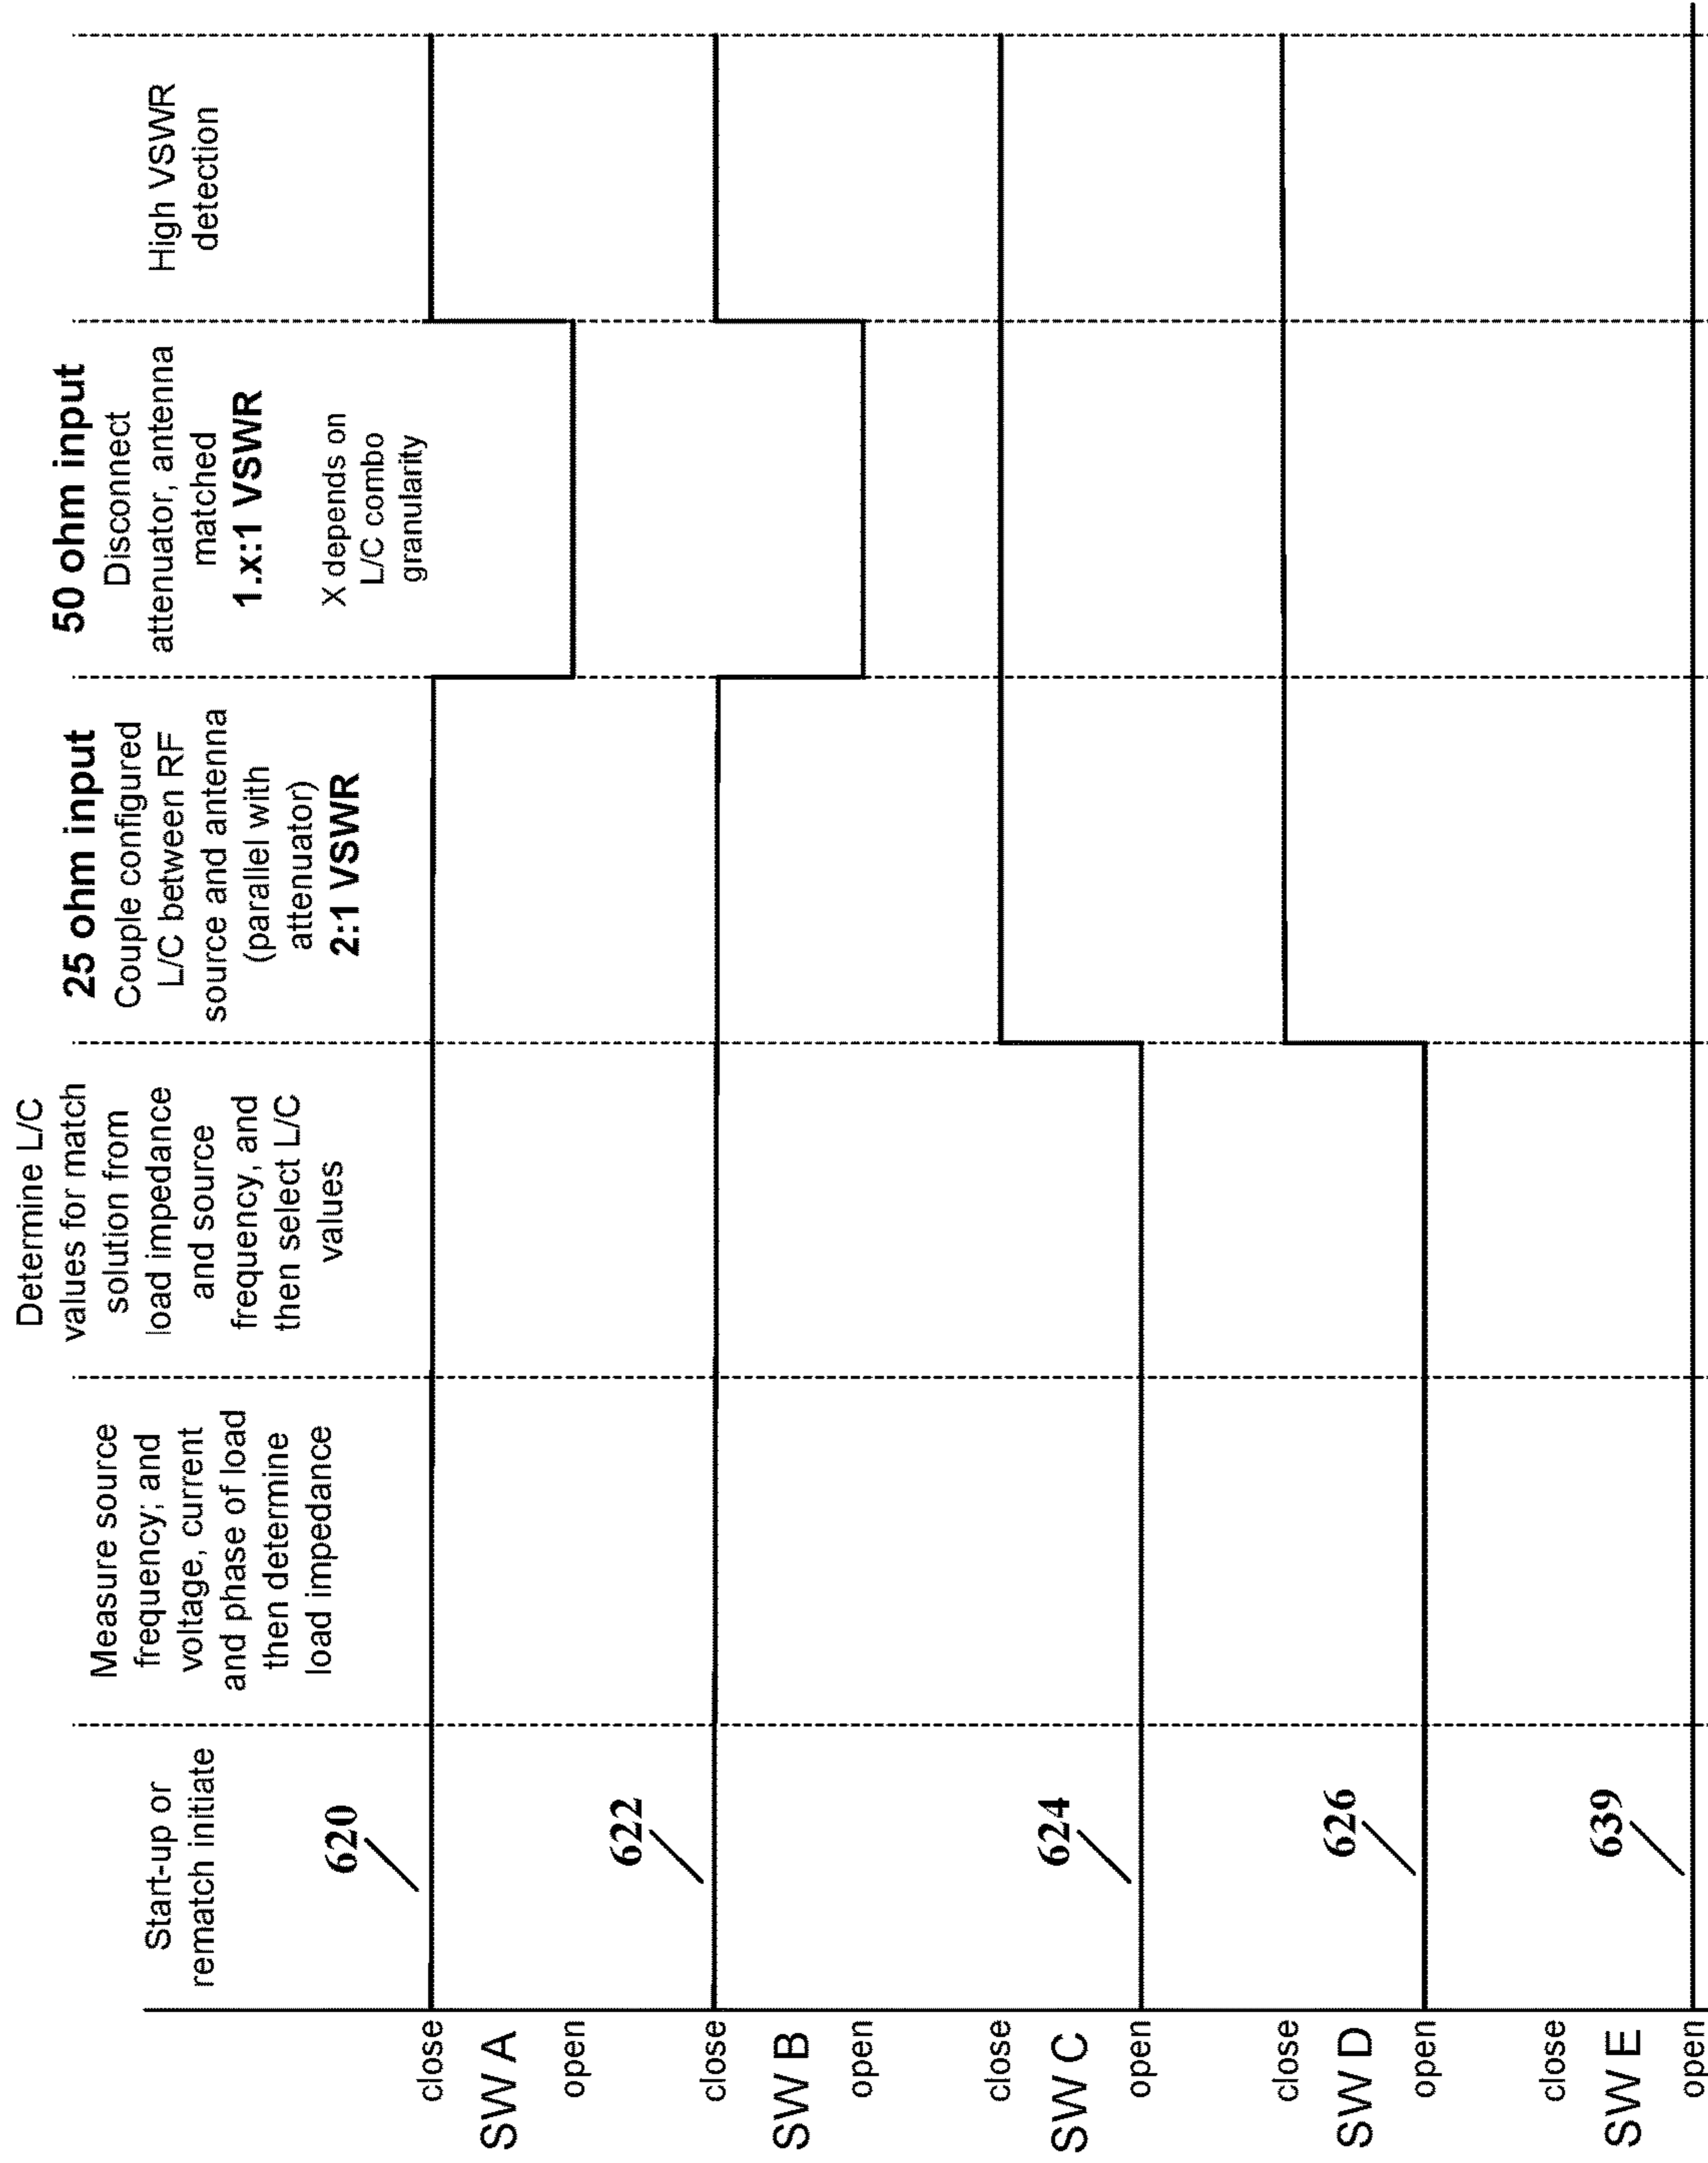 Start-up or
rematch initiate
Measure source
frequency; and
voltage, current
and phase of load
then determine
load impedance
Determine L/C
values for match
solution from
load impedance
and source
frequency, and
then select L/C
values
25 ohm input
Couple configured
L/C between RF
source and antenna
(parallel with
attenuator)
2:1 VSWR
50 ohm input
Disconnect
attenuator, antenna
matched
1.x:1 VSWR
X depends on
L/C combo
granularity
High VSWR
detection
620
close
SW A
open
622
close
SW B
open
624
close
SW C
open
626
close
SW D
open
639
close
SW E
open